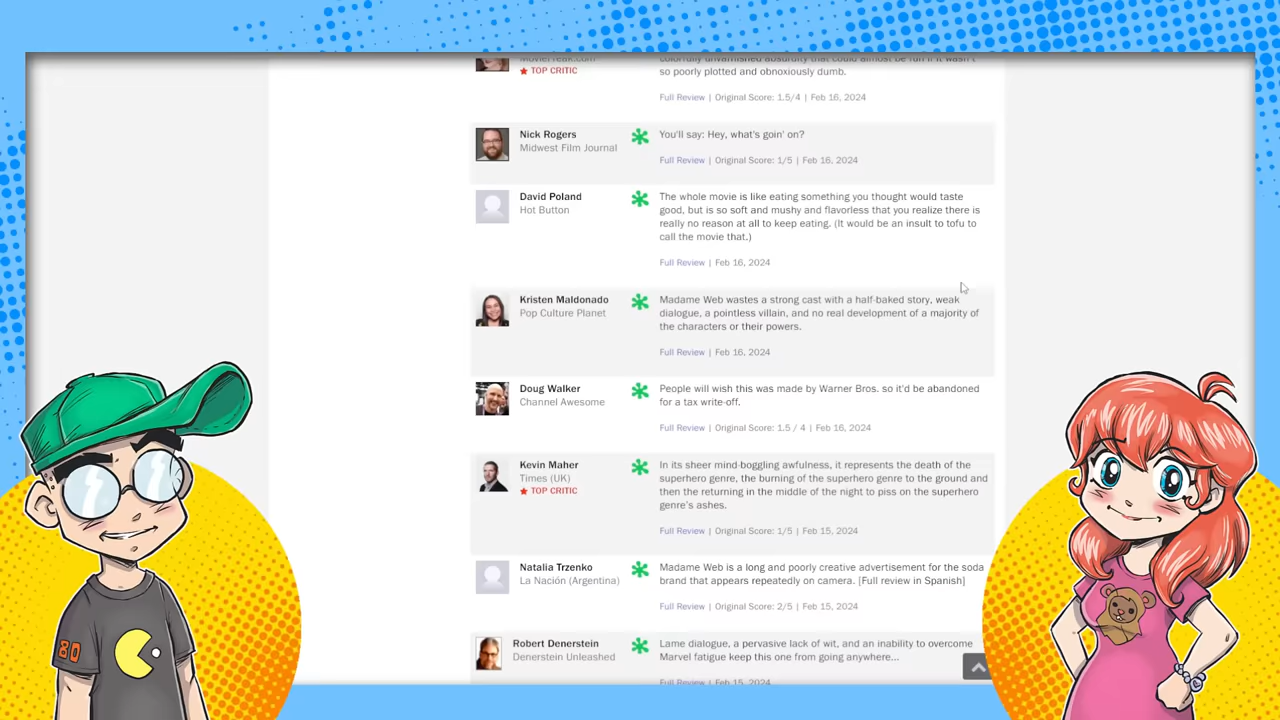 MovieFreak.com
★ TOP CRITIC
colorfully unvarnished absurdity that could almost be fun if it wasn't
so poorly plotted and obnoxiously dumb.
Full Review | Original Score: 1.5/4 | Feb 16, 2024
Nick Rogers
Midwest Film Journal
You'll say: Hey, what's goin' on?
Full Review | Original Score: 1/5 | Feb 16, 2024
David Poland
Hot Button
The whole movie is like eating something you thought would taste
good, but is so soft and mushy and flavorless that you realize there is
really no reason at all to keep eating. (It would be an insult to tofu to
call the movie that.)
Full Review | Feb 16, 2024
Kristen Maldonado
Pop Culture Planet
Madame Web wastes a strong cast with a half-baked story, weak
dialogue, a pointless villain, and no real development of a majority of
the characters or their powers.
Full Review | Feb 16, 2024
Doug Walker
Channel Awesome
People will wish this was made by Warner Bros. so it'd be abandoned
for a tax write-off.
Full Review | Original Score: 1.5 / 4 | Feb 16, 2024
Kevin Maher
Times (UK)
★ TOP CRITIC
In its sheer mind-boggling awfulness, it represents the death of the
superhero genre, the burning of the superhero genre to the ground and
then the returning in the middle of the night to piss on the superhero
genre's ashes.
Full Review | Original Score: 1/5 | Feb 15, 2024
Natalia Trzenko
La Nación (Argentina)
Madame Web is a long and poorly creative advertisement for the soda
brand that appears repeatedly on camera. [Full review in Spanish]
Full Review | Original Score: 2/5 | Feb 15, 2024
Robert Denerstein
Denerstein Unleashed
Lame dialogue, a pervasive lack of wit, and an inability to overcome
Marvel fatigue keep this one from going anywhere...
Full Review | Feb 15, 2024
80